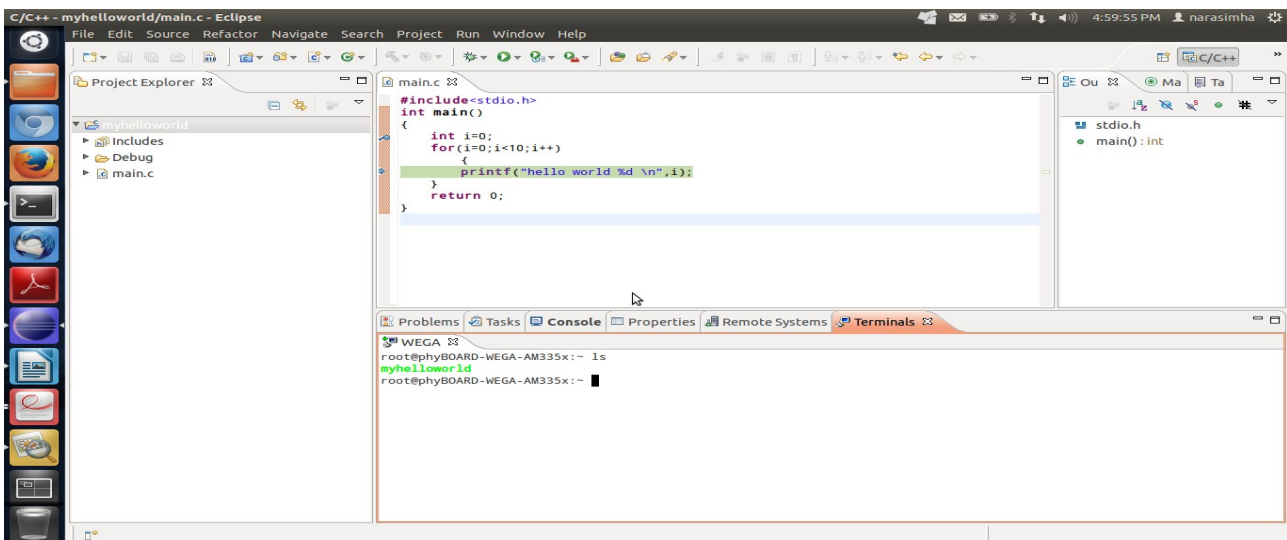 C/C++ - myhelloworld/main.c - Eclipse
4:59:55 PM narasimha
File Edit Source Refactor Navigate Search Project Run Window Help
C/C++
Project Explorer
main.c
Ou
Ma
Ta
myhelloworld
Includes
Debug
main.c
#include<stdio.h>
int main()
{
int i=0;
for(i=0;i<10;i++)
{
printf("hello world %d \n",i);
}
return 0;
}
stdio.h
main() : int
Problems Tasks Console Properties Remote Systems Terminals
WEGA
root@phyBOARD-WEGA-AM335x:~ ls
myhelloworld
root@phyBOARD-WEGA-AM335x:~